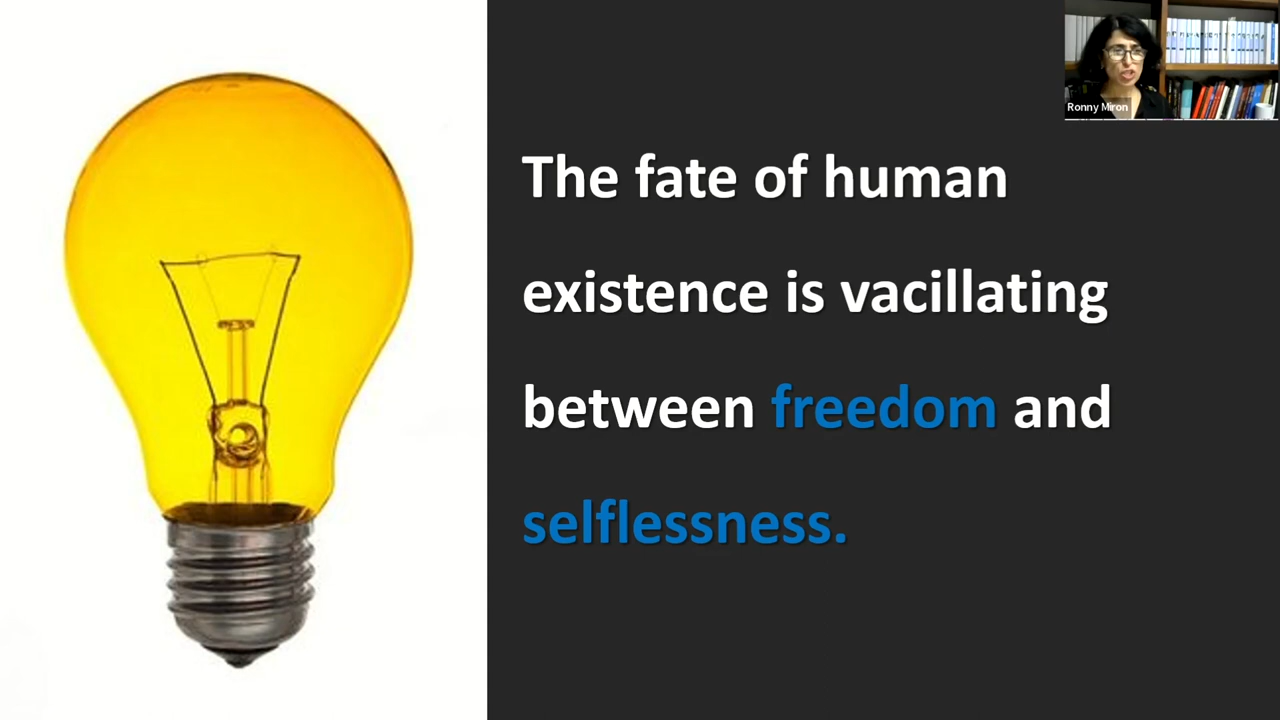 Ronny Miron
The fate of human
existence is vacillating
between freedom and
selflessness.